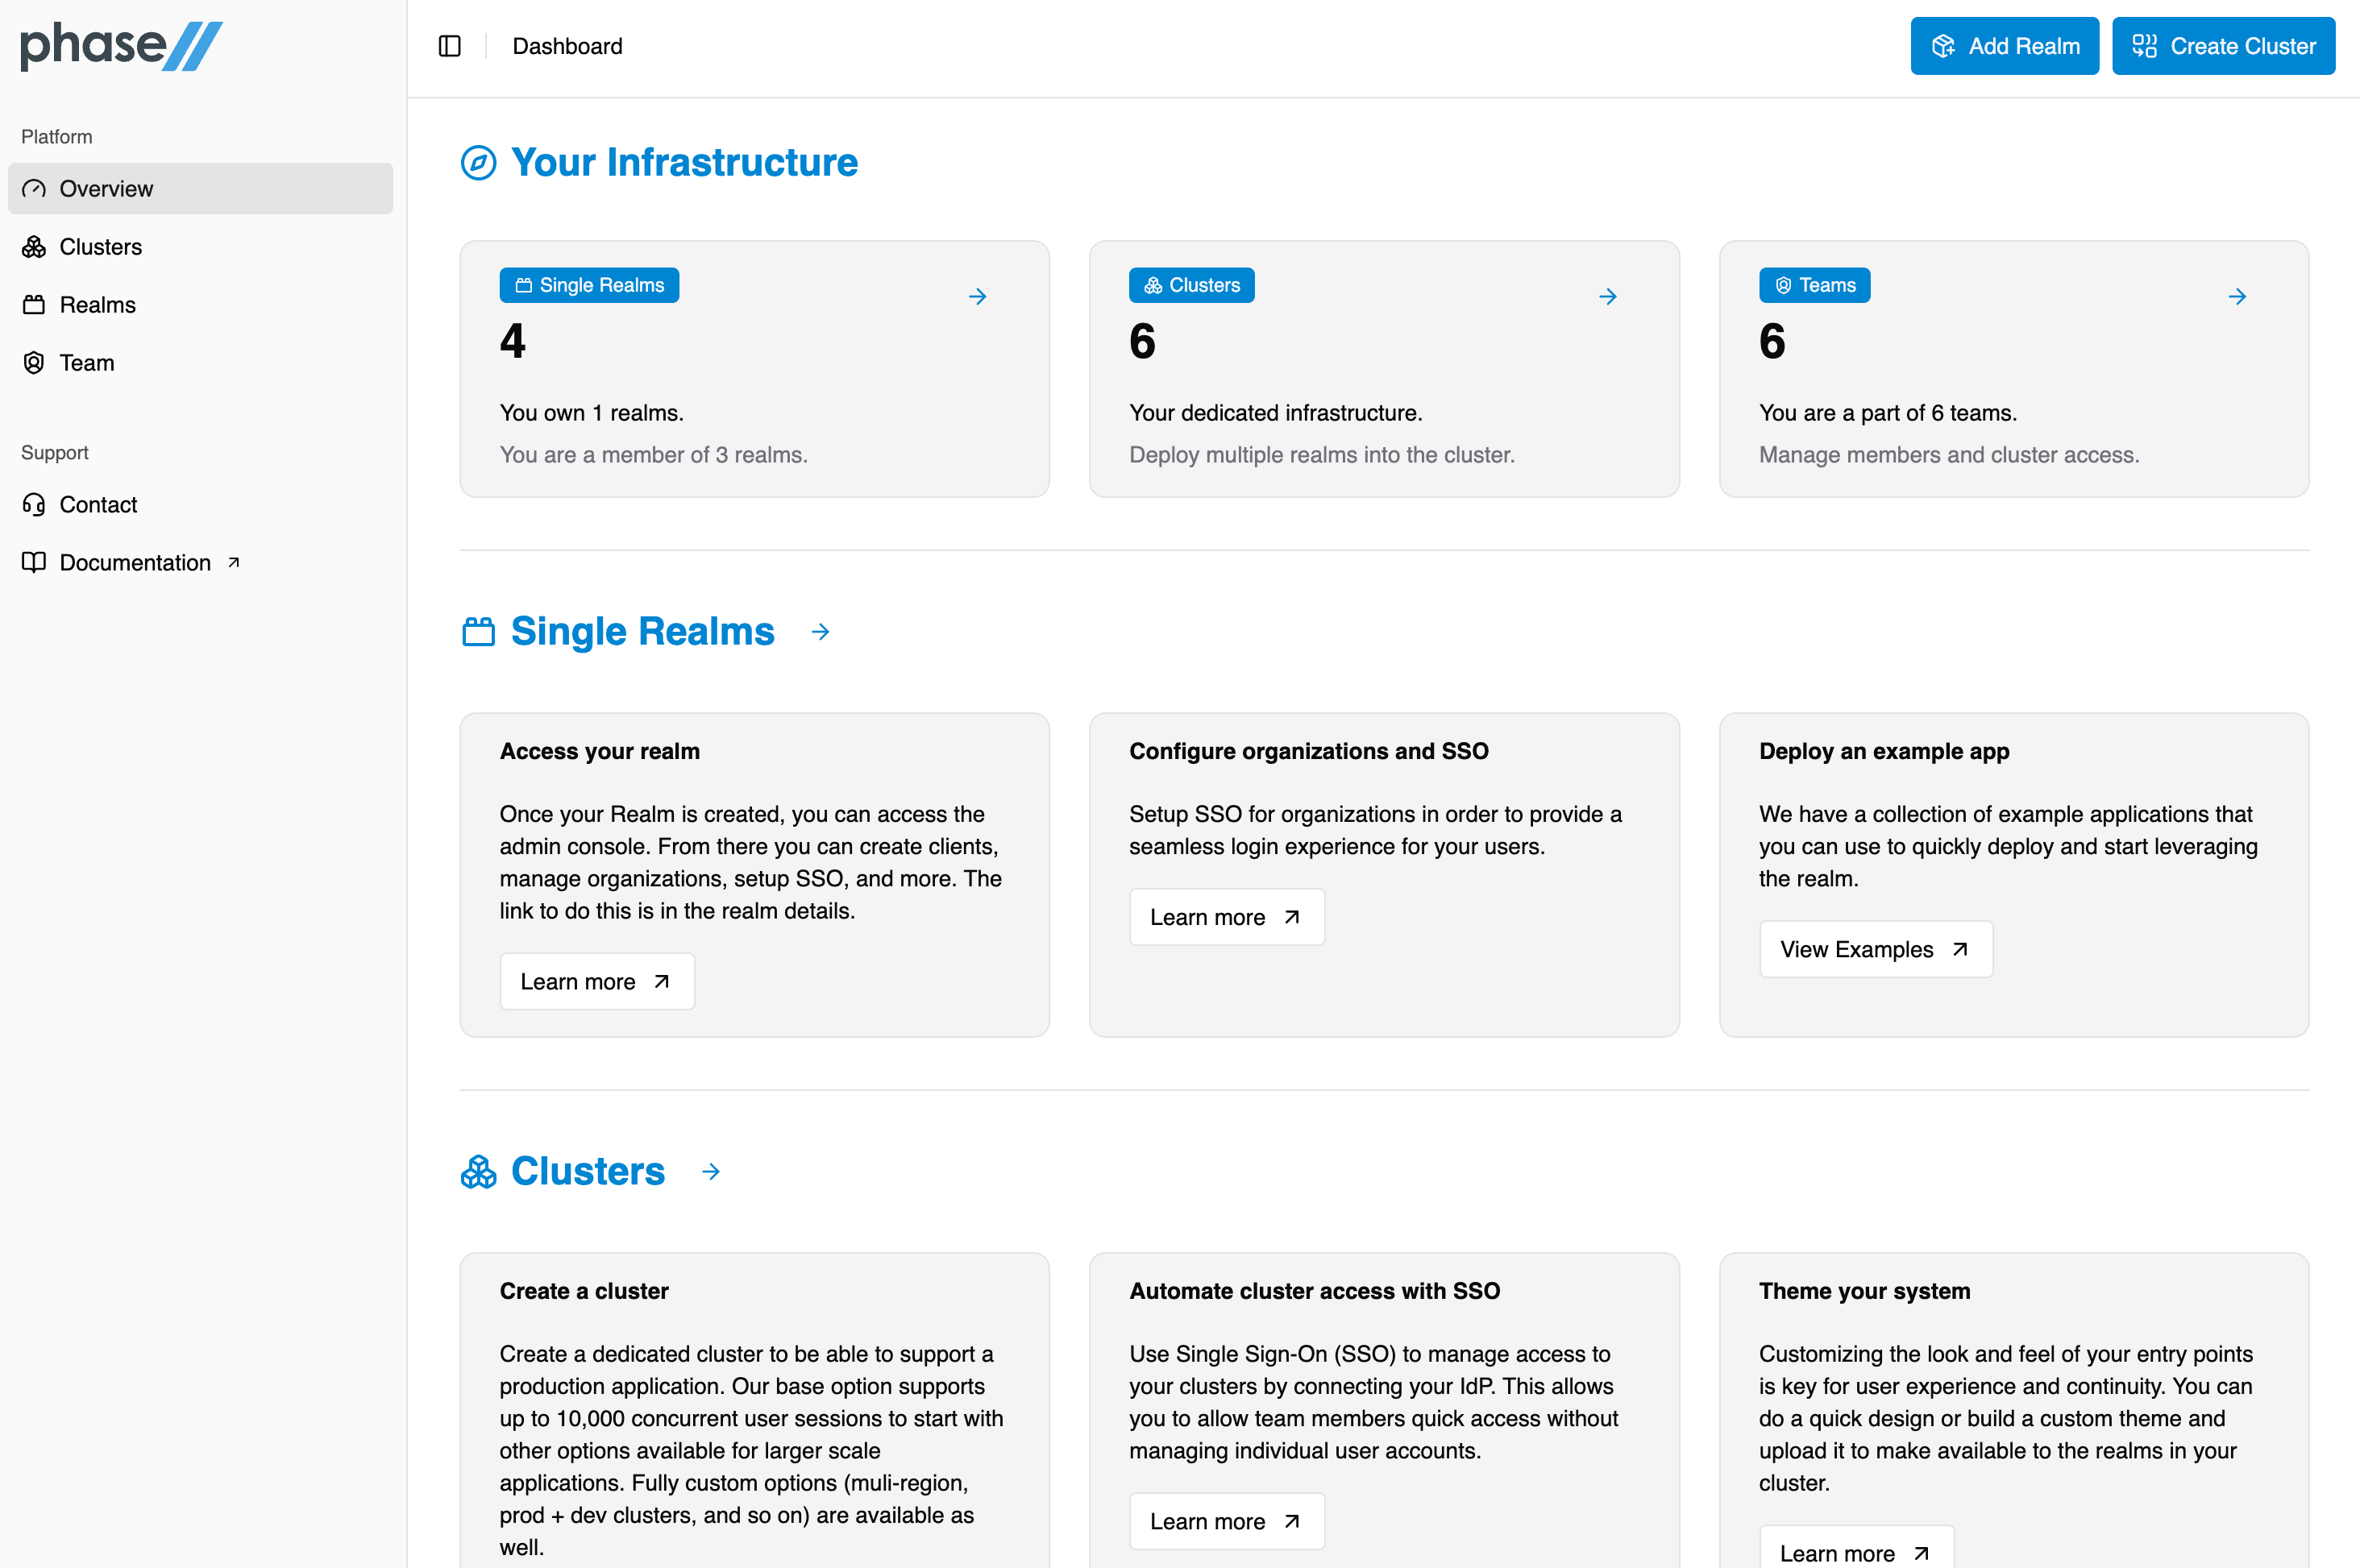 phase
Platform
Overview
Clusters
Realms
Team
Support
Contact
Documentation
Dashboard
Add Realm
Create Cluster
Your Infrastructure
Single Realms
4
You own 1 realms.
You are a member of 3 realms.
Clusters
6
Your dedicated infrastructure.
Deploy multiple realms into the cluster.
Teams
6
You are a part of 6 teams.
Manage members and cluster access.
Single Realms
Access your realm
Once your Realm is created, you can access the
admin console. From there you can create clients,
manage organizations, setup SSO, and more. The
link to do this is in the realm details.
Learn more
Configure organizations and SSO
Setup SSO for organizations in order to provide a
seamless login experience for your users.
Learn more
Deploy an example app
We have a collection of example applications that
you can use to quickly deploy and start leveraging
the realm.
View Examples
Clusters
Create a cluster
Create a dedicated cluster to be able to support a
production application. Our base option supports
up to 10,000 concurrent user sessions to start with
other options available for larger scale
applications. Fully custom options (muli-region,
prod + dev clusters, and so on) are available as
well.
Automate cluster access with SSO
Use Single Sign-On (SSO) to manage access to
your clusters by connecting your IdP. This allows
you to allow team members quick access without
managing individual user accounts.
Learn more
Theme your system
Customizing the look and feel of your entry points
is key for user experience and continuity. You can
do a quick design or build a custom theme and
upload it to make available to the realms in your
cluster.
Learn more